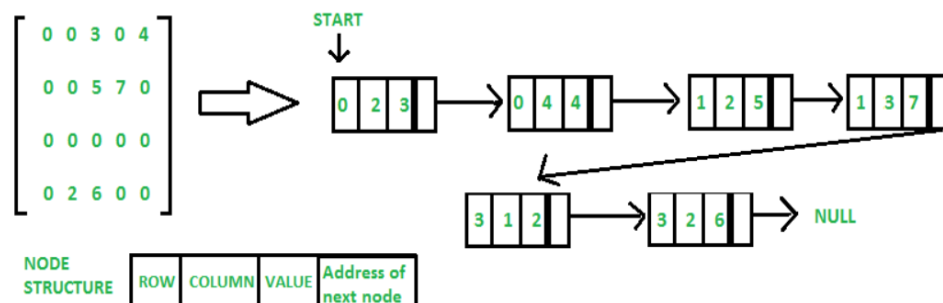 START
0 0 3 0 4
0 0 5 7 0
0 0 0 0 0
0 2 6 0 0
0 2 3
0 4 4
1 2 5
1 3 7
3 1 2
3 2 6
NULL
NODE STRUCTURE
ROW
COLUMN
VALUE
Address of
next node